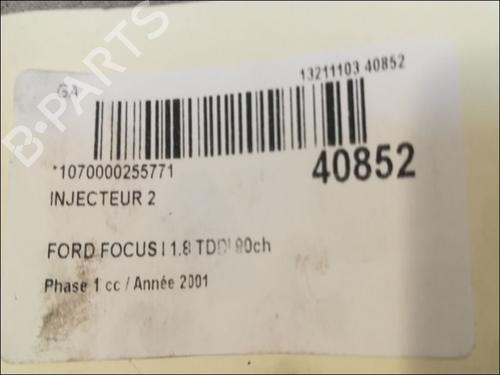 B-PARTS
GA
13211103 40852
*1070000255771
40852
INJECTEUR 2
FORD FOCUS I 1.8 TDDI 90ch
Phase 1 cc / Année 2001